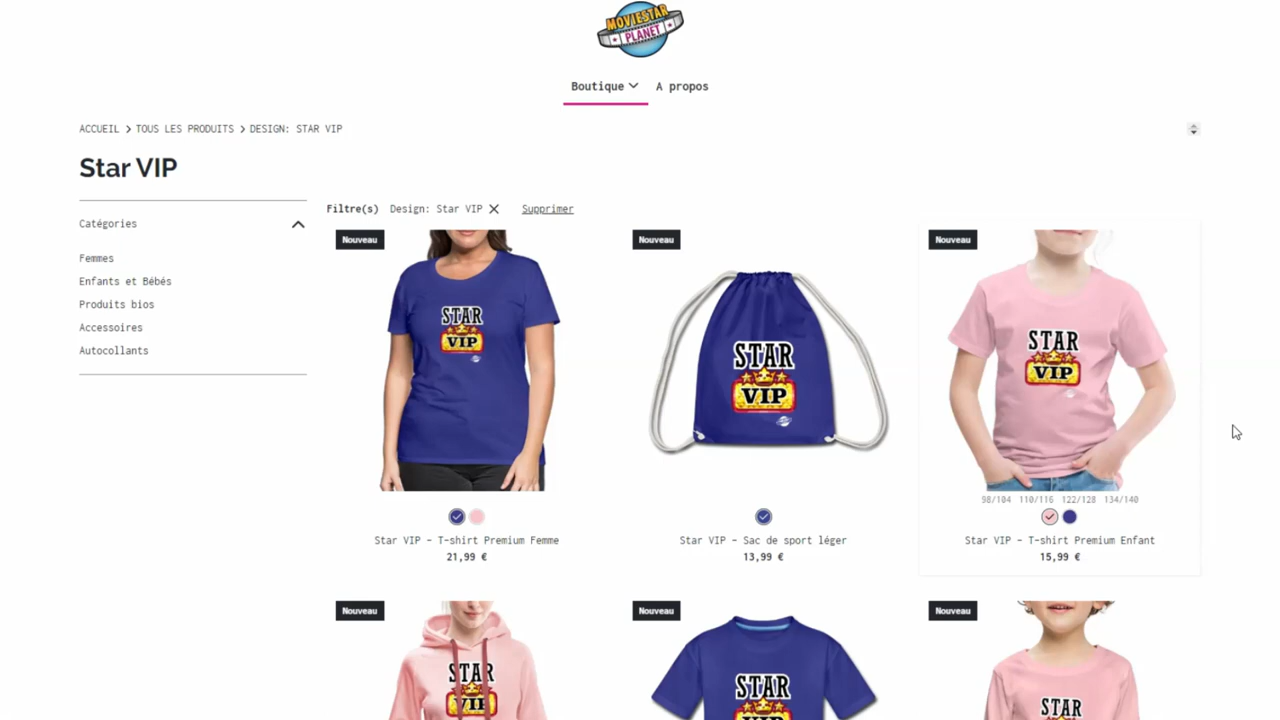 MOVIESTAR
PLANET
Boutique
A propos
ACCUEIL > TOUS LES PRODUITS > DESIGN: STAR VIP
Star VIP
Catégories
Femmes
Enfants et Bébés
Produits bios
Accessoires
Autocollants
Filtre(s) Design: Star VIP Supprimer
Nouveau
STAR
VIP
Star VIP - T-shirt Premium Femme
21,99 €
Nouveau
STAR
VIP
Star VIP - Sac de sport léger
13,99 €
Nouveau
STAR
VIP
98/104 110/116 122/128 134/140
Star VIP - T-shirt Premium Enfant
15,99 €
Nouveau
STAR
VIP
Nouveau
STAR
VIP
Nouveau
STAR